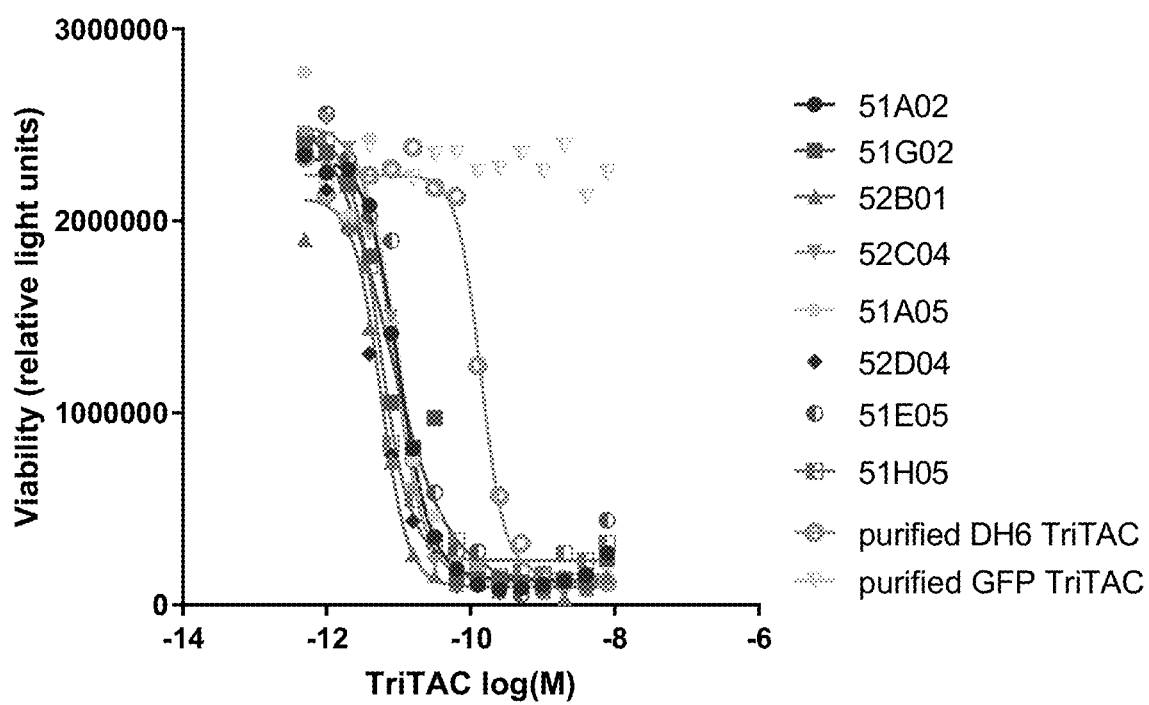 3000000
2000000
1000000
0
-14
-12
-10
-8
-6
Viability (relative light units)
TriTAC log(M)
51A02
51G02
52B01
52C04
51A05
52D04
51E05
51H05
purified DH6 TriTAC
purified GFP TriTAC